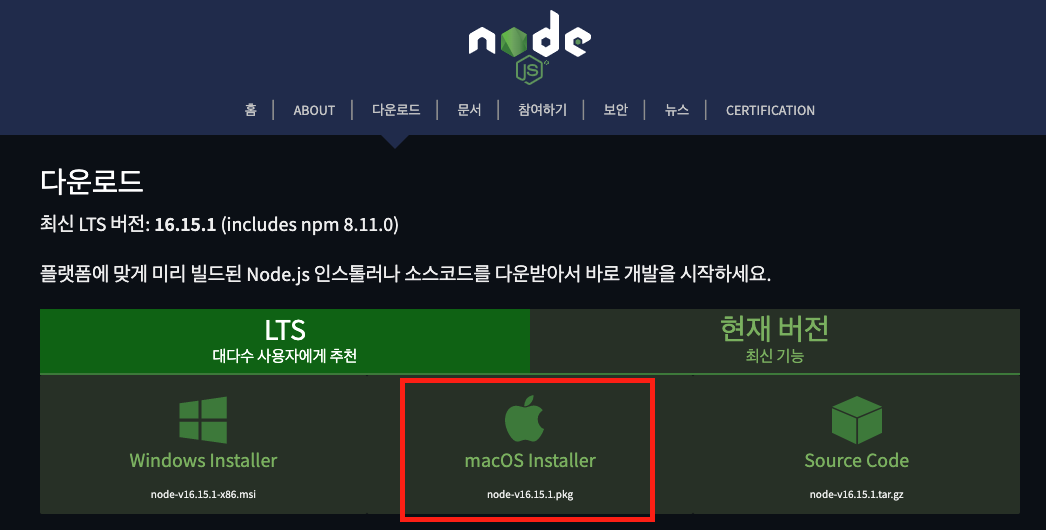 node
JS
홈 ABOUT 다운로드 문서 참여하기 보안 뉴스 CERTIFICATION
다운로드
최신 LTS 버전: 16.15.1 (includes npm 8.11.0)
플랫폼에 맞게 미리 빌드된 Node.js 인스톨러나 소스코드를 다운받아서 바로 개발을 시작하세요.
LTS
대다수 사용자에게 추천
현재 버전
최신 기능
Windows Installer
node-v16.15.1-x86.msi
macOS Installer
node-v16.15.1.pkg
Source Code
node-v16.15.1.tar.gz